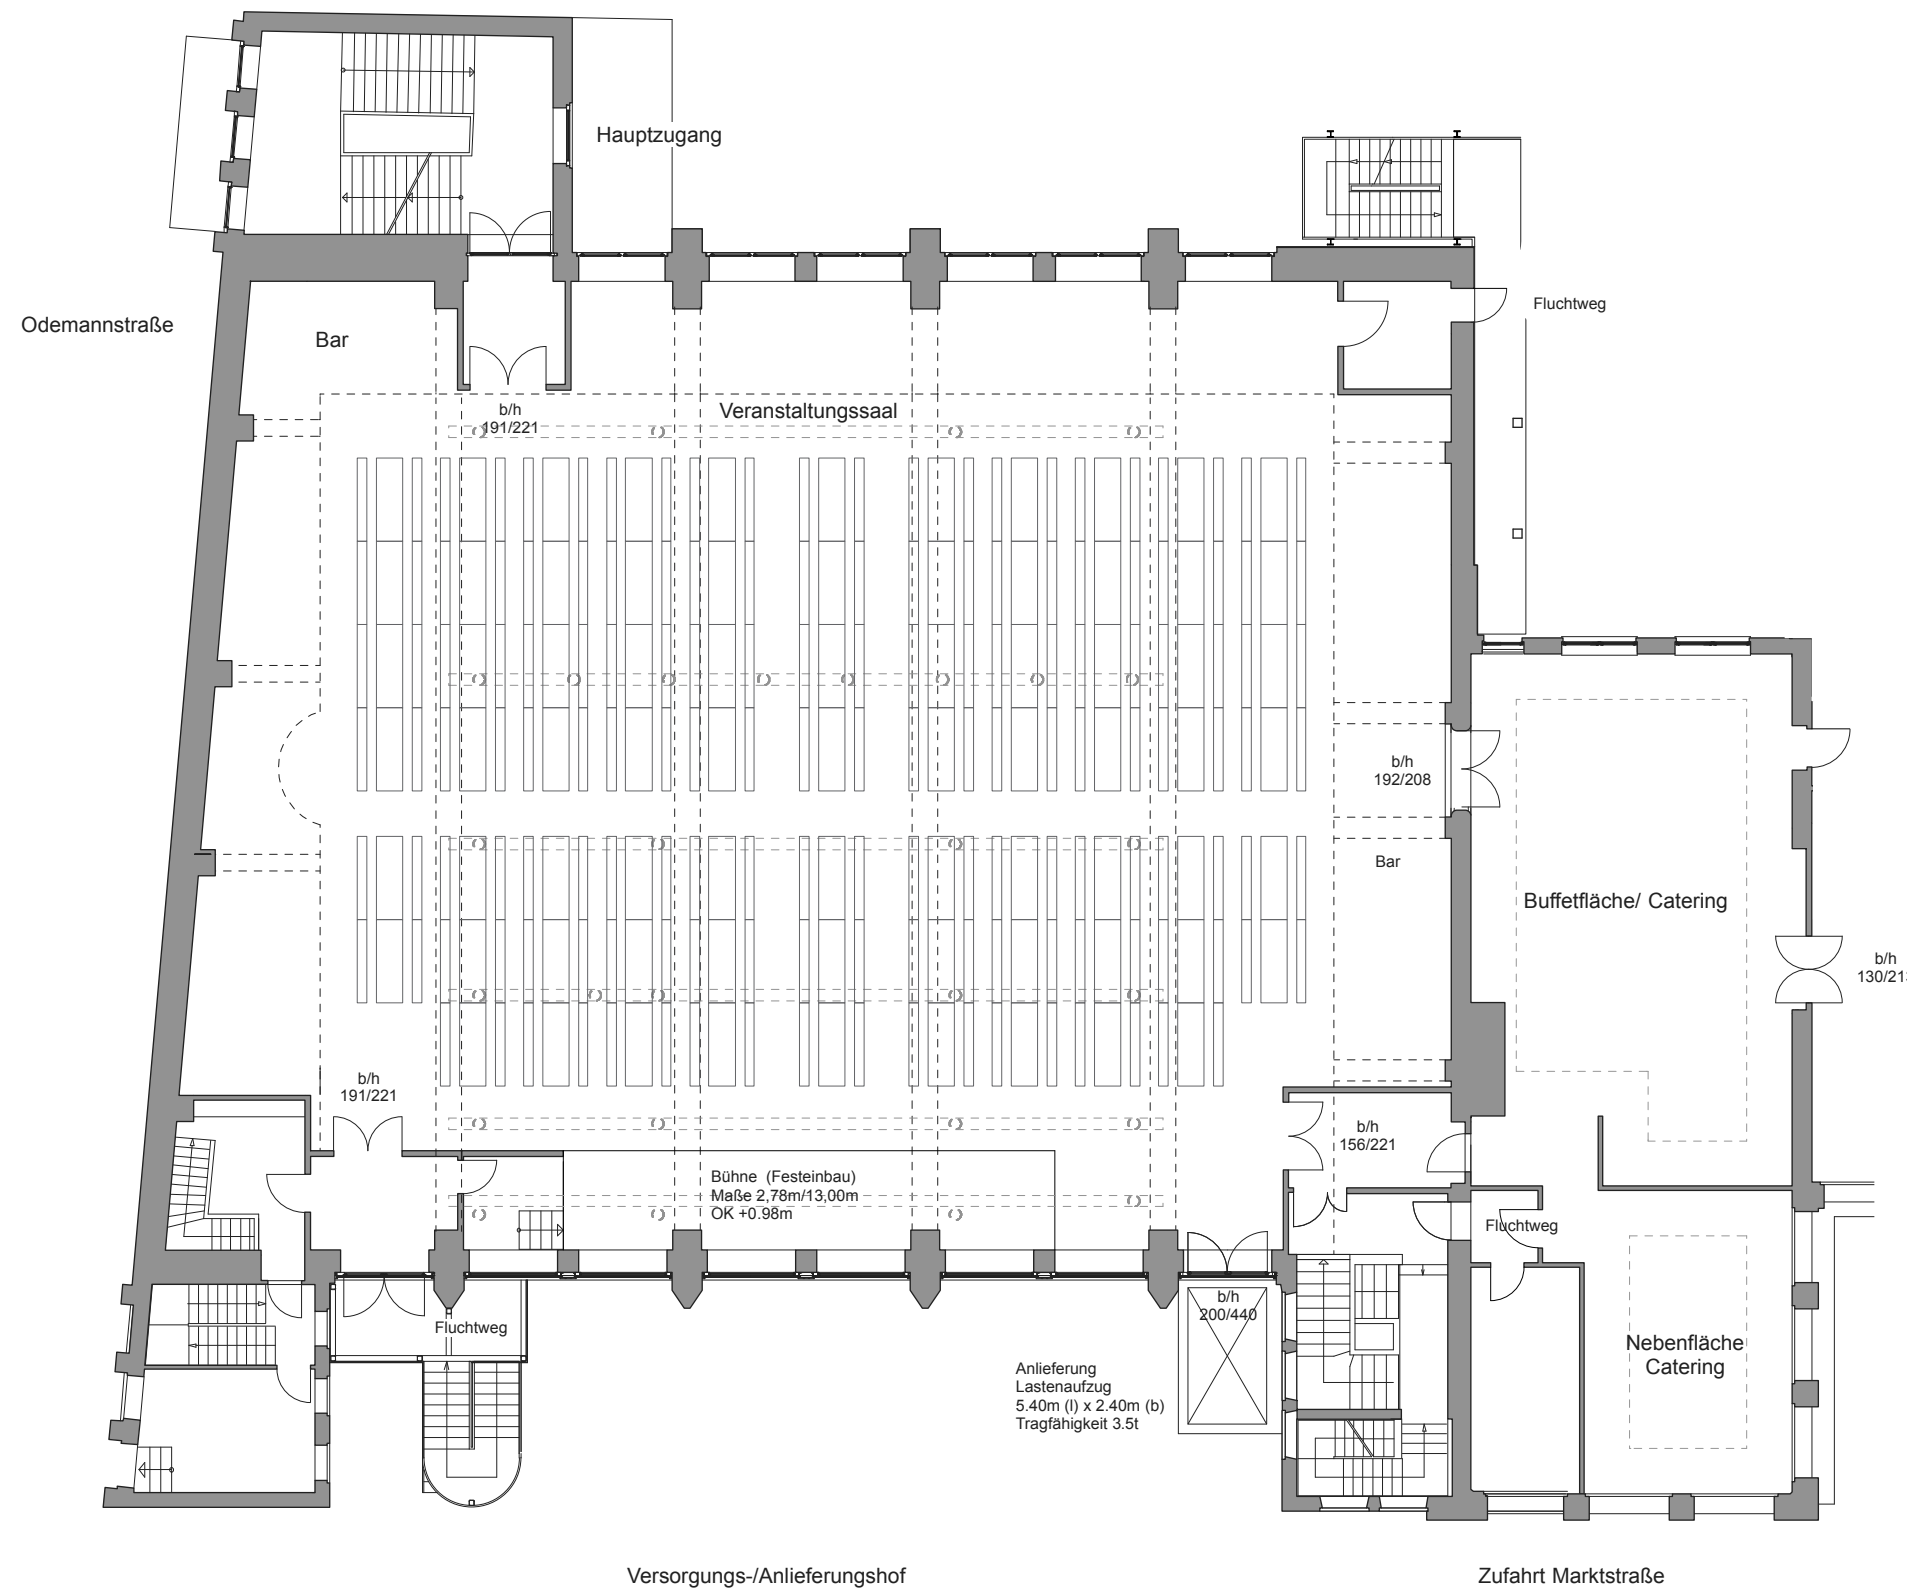 Hauptzugang
Fluchtweg
Odemannstraße
Bar
b/h
191/221
Veranstaltungssaal
b/h
192/208
Bar
Buffetfläche/ Catering
b/h
b/h
191/221
b/h
156/221
Bühne (Festeinbau)
Maße 2,78m/13,00m
OK +0.98m
Fluchtweg
Fluchtweg
b/h
200/440
Nebenfläche
Catering
Anlieferung
Lastenaufzug
5.40m (l) x 2.40m (b)
Tragfähigkeit 3.5t
Versorgungs-/Anlieferungshof
Zufahrt Marktstraße